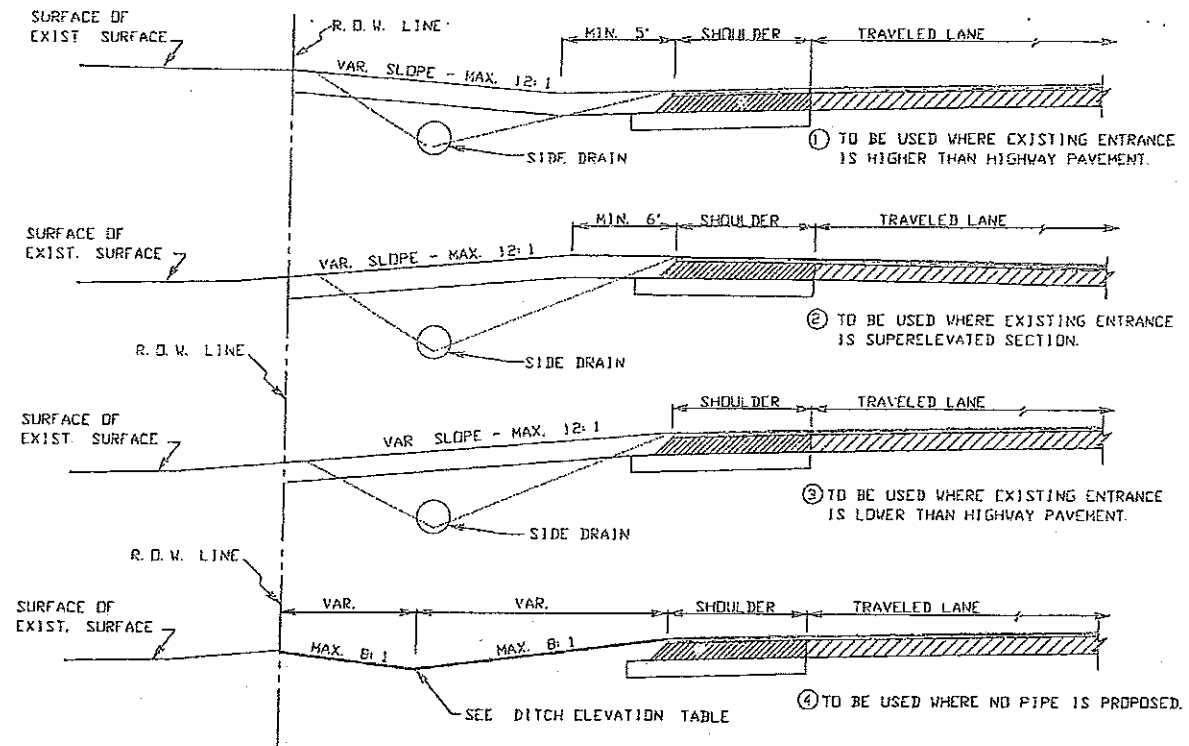 SURFACE OF
EXIST. SURFACE
R. O. W. LINE
MIN. 5'
SHOULDER
TRAVELED LANE
VAR. SLOPE - MAX. 12:1
SIDE DRAIN
① TO BE USED WHERE EXISTING ENTRANCE
IS HIGHER THAN HIGHWAY PAVEMENT.
SURFACE OF
EXIST. SURFACE
MIN. 6'
SHOULDER
TRAVELED LANE
VAR. SLOPE - MAX. 12:1
SIDE DRAIN
② TO BE USED WHERE EXISTING ENTRANCE
IS SUPERELEVATED SECTION.
R. O. W. LINE
SURFACE OF
EXIST. SURFACE
SHOULDER
TRAVELED LANE
VAR SLOPE - MAX. 12:1
SIDE DRAIN
③ TO BE USED WHERE EXISTING ENTRANCE
IS LOWER THAN HIGHWAY PAVEMENT.
R. O. W. LINE
SURFACE OF
EXIST. SURFACE
VAR.
VAR.
SHOULDER
TRAVELED LANE
MAX. 8:1
MAX. 8:1
SEE DITCH ELEVATION TABLE
④ TO BE USED WHERE NO PIPE IS PROPOSED.